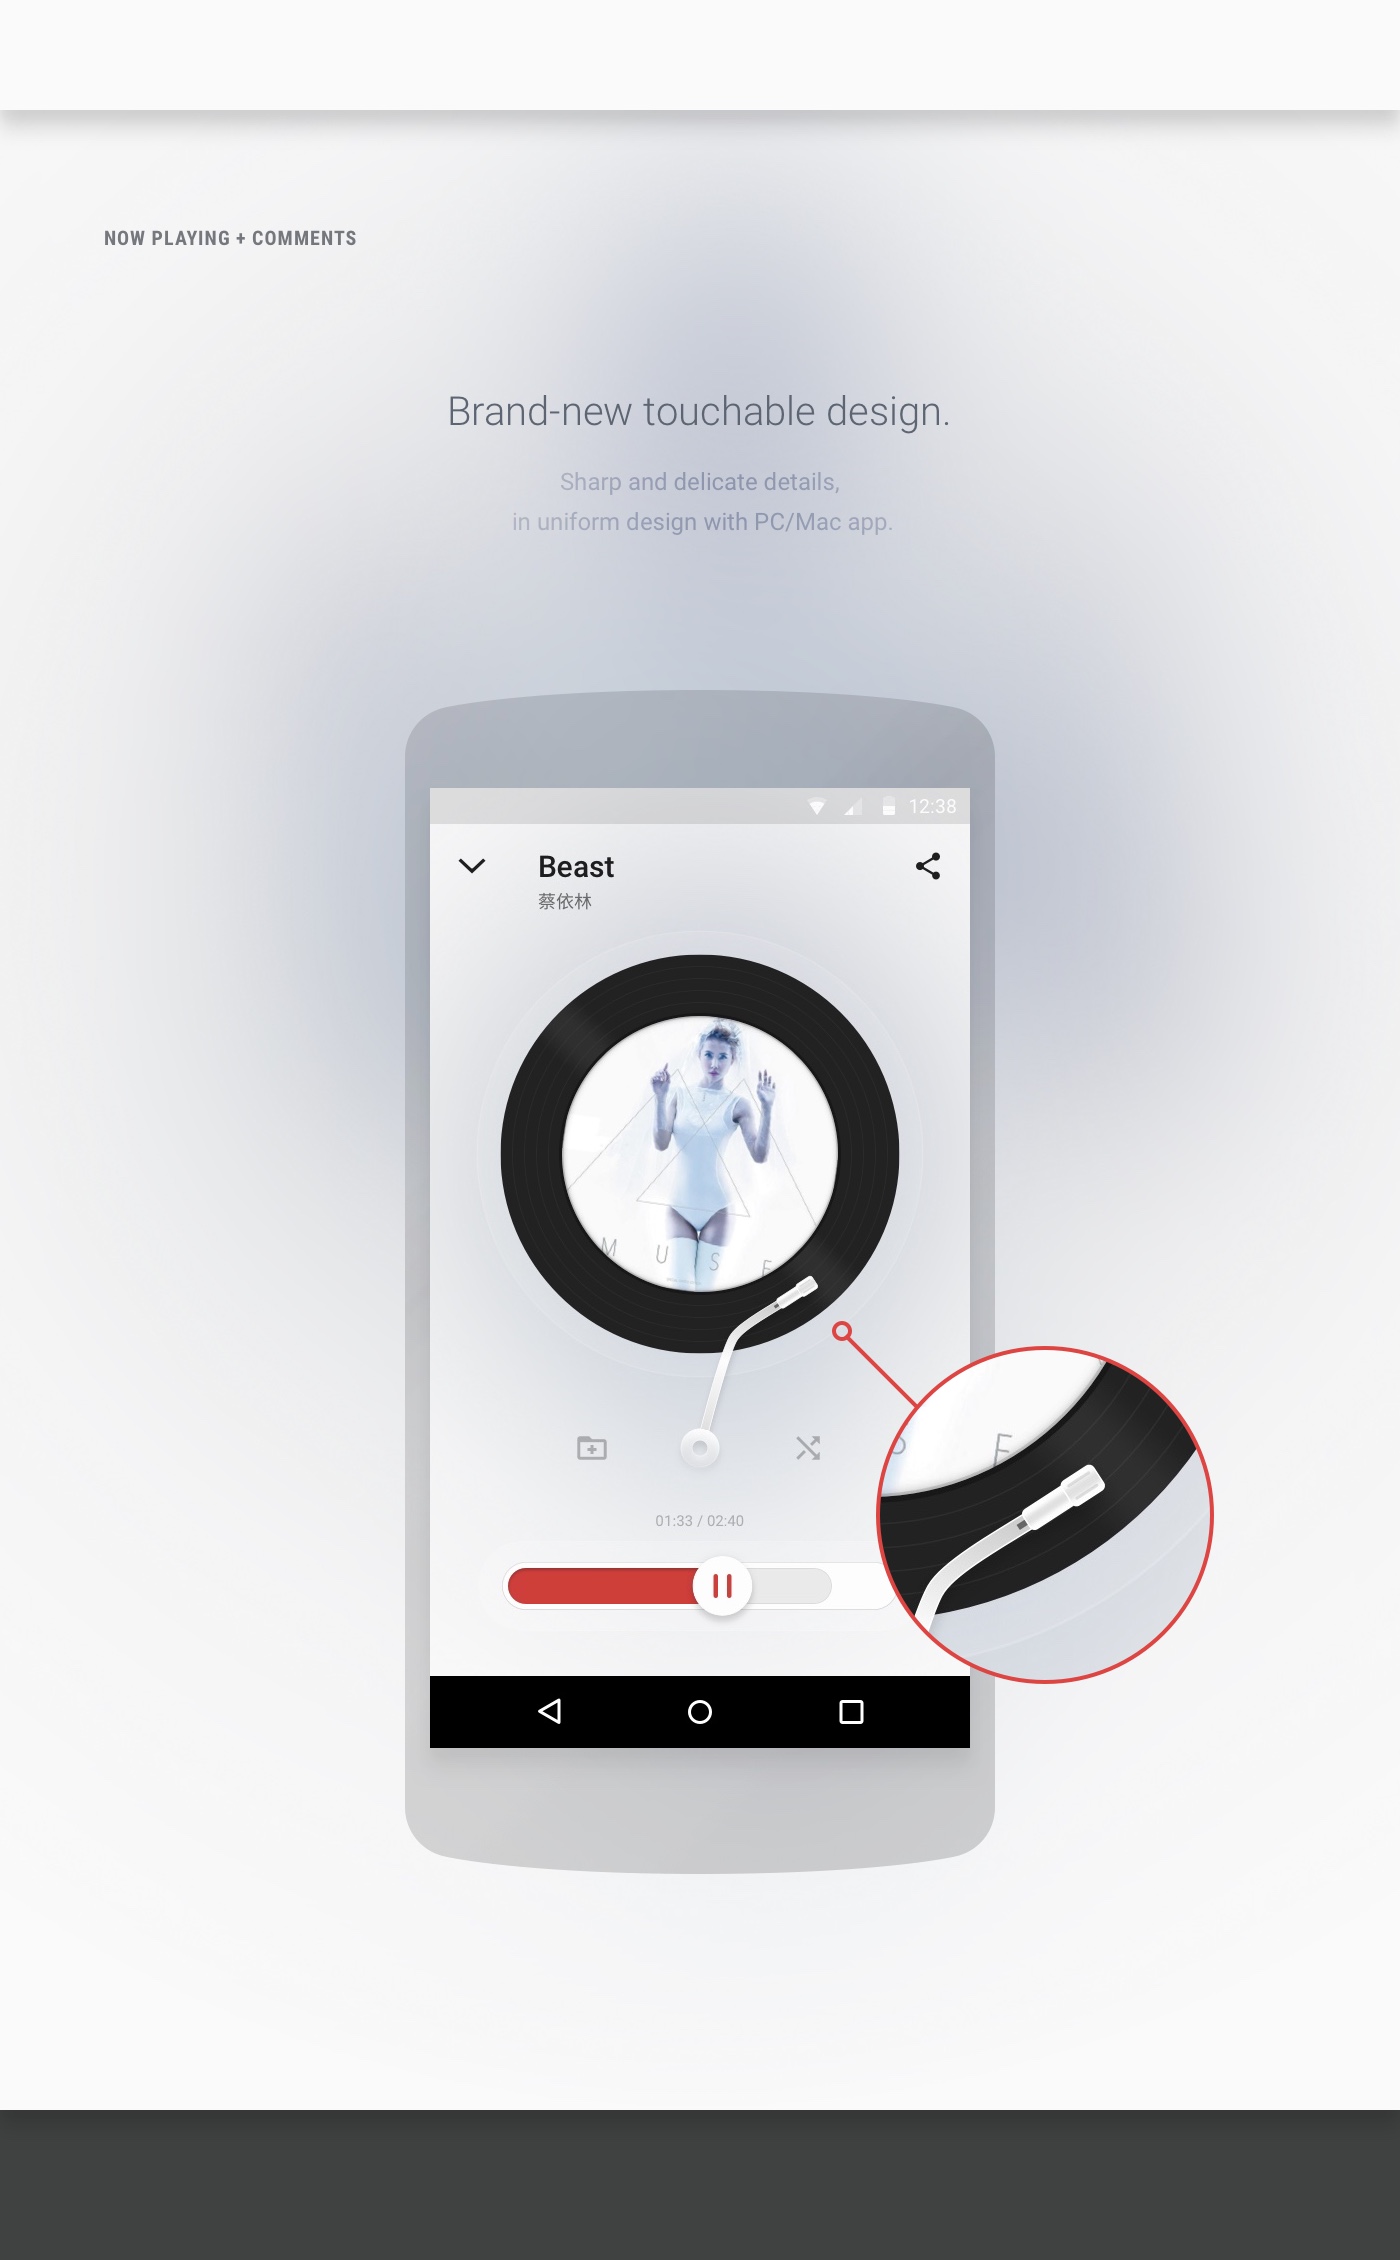 NOW PLAYING + COMMENTS
Brand-new touchable design.
Sharp and delicate details,
in uniform design with PC/Mac app.
12:38
Beast
蔡依林
M U S E
E
01:33 / 02:40